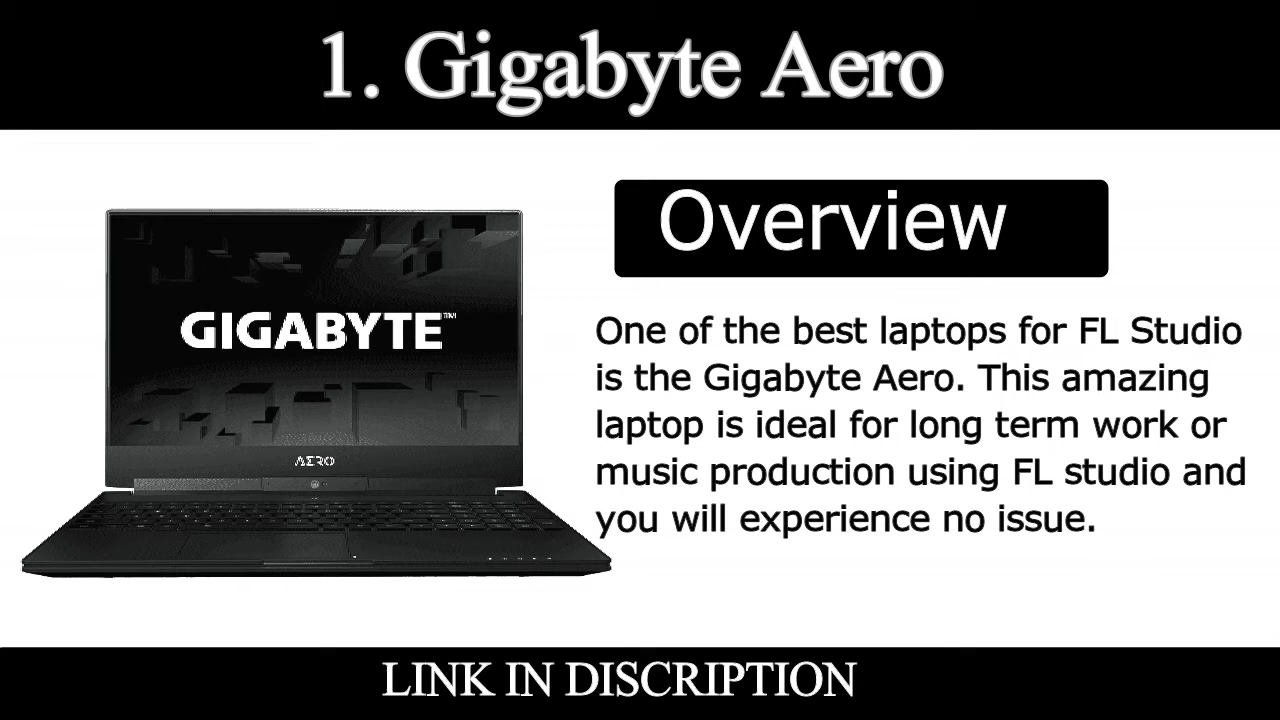 1. Gigabyte Aero
Overview
GIGABYTE™
AERO
One of the best laptops for FL Studio
is the Gigabyte Aero. This amazing
laptop is ideal for long term work or
music production using FL studio and
you will experience no issue.
LINK IN DISCRIPTION